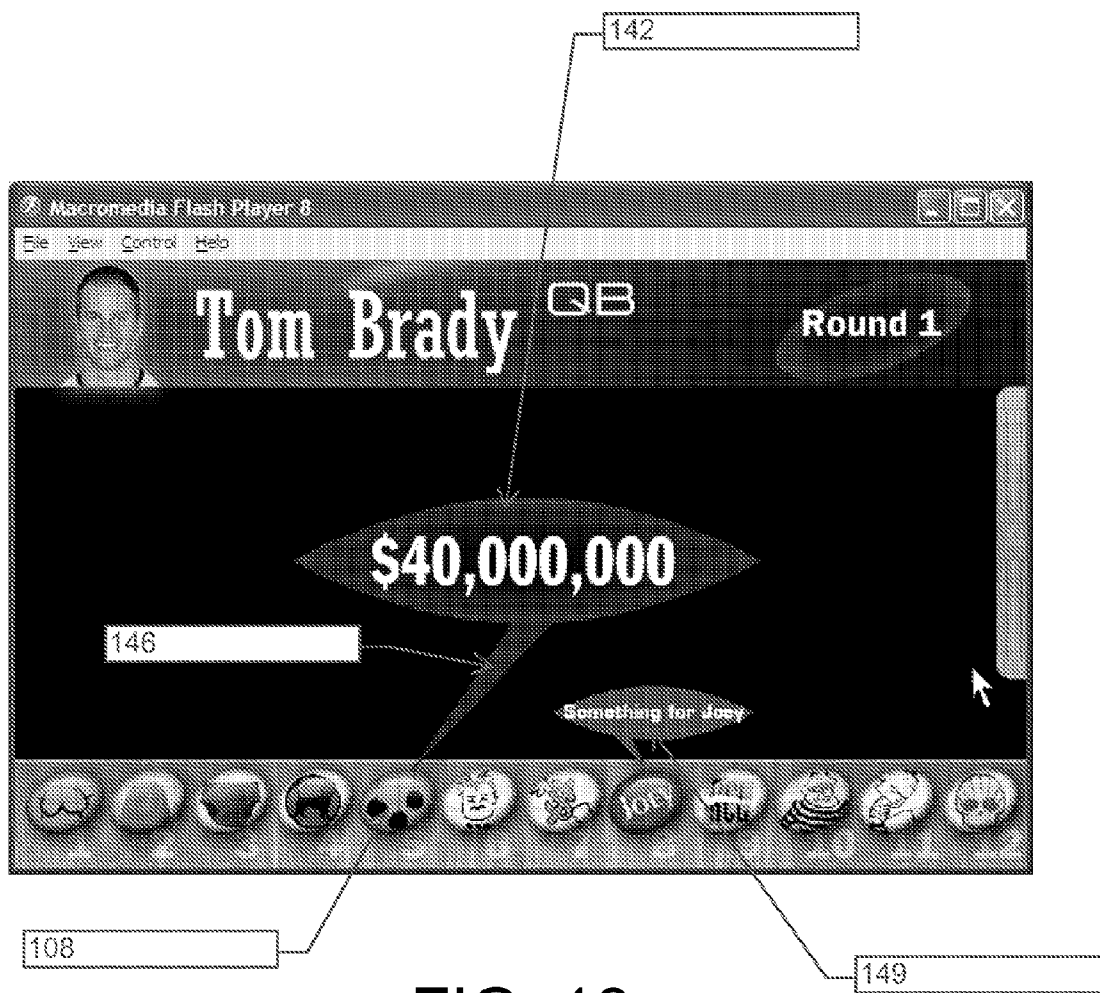 142
Macromedia Flash Player 8
File View Control Help
Tom Brady QB
Round 1
$40,000,000
146
Something for Joey
JOEY
108
149